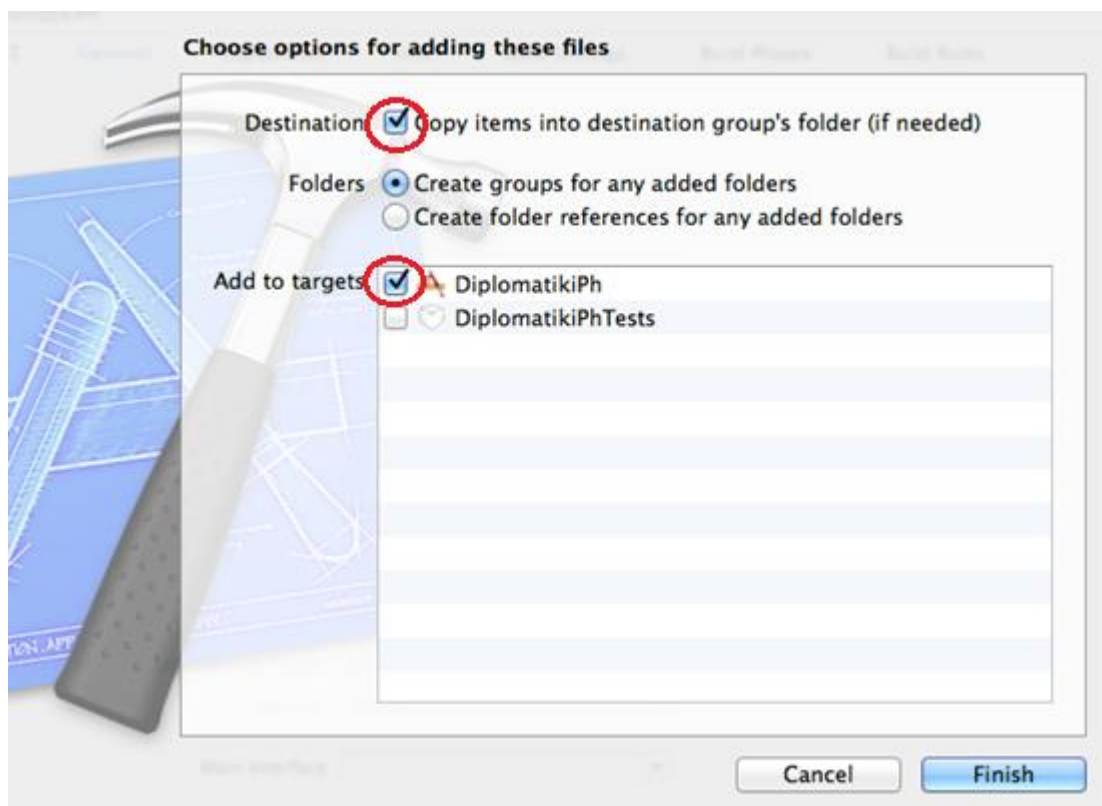 Choose options for adding these files
Destination Copy items into destination group's folder (if needed)
Folders Create groups for any added folders
Create folder references for any added folders
Add to targets DiplomatikiPh
DiplomatikiPhTests
Cancel Finish